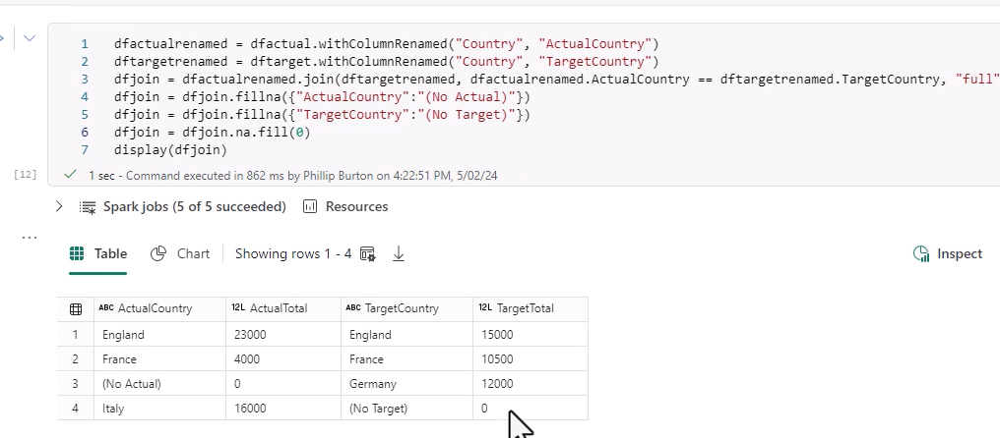 1 dfactualrenamed = dfactual.withColumnRenamed("Country", "ActualCountry")
2 dftargetrenamed = dftarget.withColumnRenamed("Country", "TargetCountry")
3 dfjoin = dfactualrenamed.join(dftargetrenamed, dfactualrenamed.ActualCountry == dftargetrenamed.TargetCountry, "full"
4 dfjoin = dfjoin.fillna({"ActualCountry":"(No Actual)"})
5 dfjoin = dfjoin.fillna({"TargetCountry":"(No Target)"})
6 dfjoin = dfjoin.na.fill(0)
7 display(dfjoin)
[12] 1 sec - Command executed in 862 ms by Phillip Burton on 4:22:51 PM, 5/02/24
Spark jobs (5 of 5 succeeded) Resources
...
Table Chart Showing rows 1 - 4 Inspect
ABC ActualCountry 12L ActualTotal ABC TargetCountry 12L TargetTotal
1 England 23000 England 15000
2 France 4000 France 10500
3 (No Actual) 0 Germany 12000
4 Italy 16000 (No Target) 0